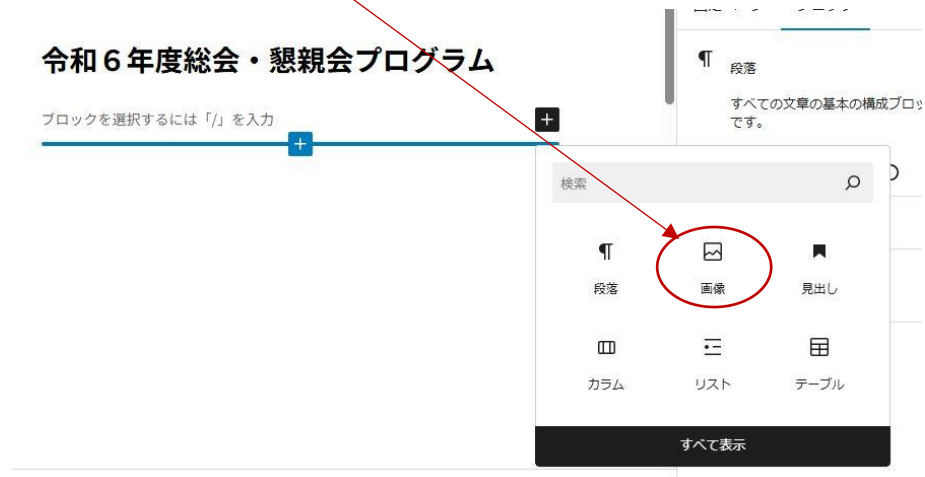 令和６年度総会・懇親会プログラム
ブロックを選択するには「/」を入力
段落
すべての文章の基本の構成ブロッ
です。
検索
段落
画像
見出し
カラム
リスト
テーブル
すべて表示